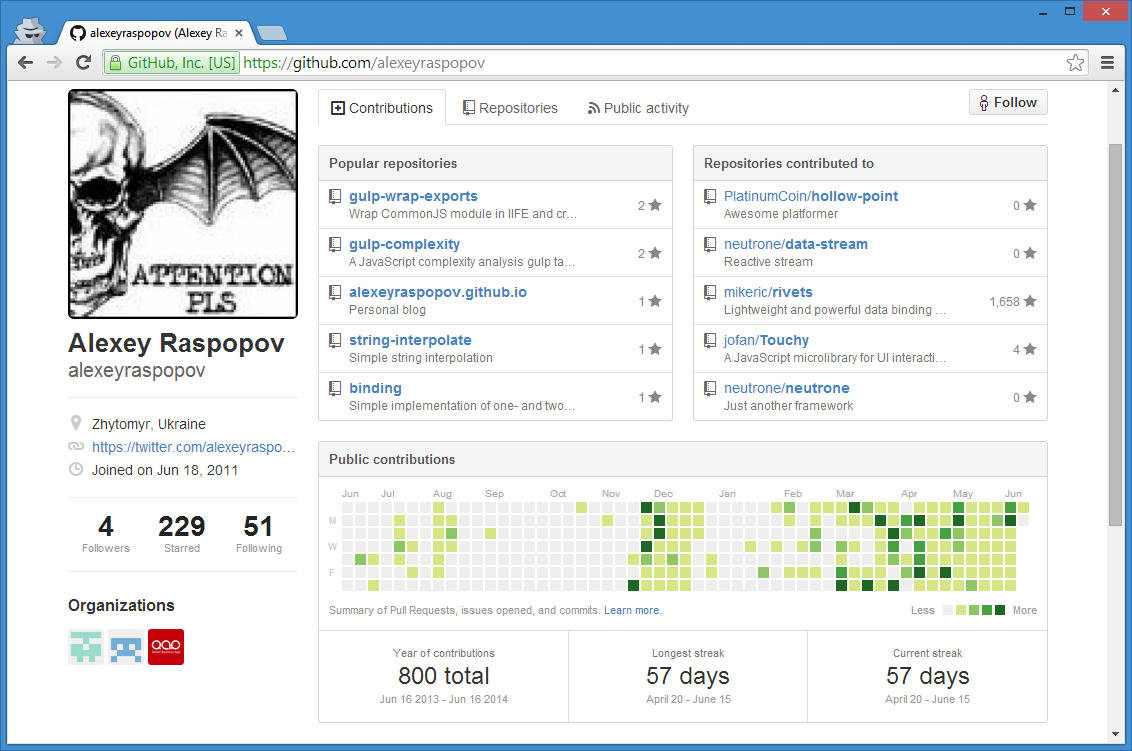 alexeyraspopov (Alexey Ra
GitHub, Inc. [US] https://github.com/alexeyraspopov
ATTENTION
PLS
Alexey Raspopov
alexeyraspopov
Zhytomyr, Ukraine
https://twitter.com/alexeyraspo…
Joined on Jun 18, 2011
4 229 51
Followers Starred Following
Organizations
Contributions Repositories Public activity
Follow
Popular repositories
gulp-wrap-exports 2
Wrap CommonJS module in IIFE and cr…
gulp-complexity 2
A JavaScript complexity analysis gulp ta…
alexeyraspopov.github.io 1
Personal blog
string-interpolate 1
Simple string interpolation
binding 1
Simple implementation of one- and two…
Repositories contributed to
PlatinumCoin/hollow-point 0
Awesome platformer
neutrone/data-stream 0
Reactive stream
mikeric/rivets 1,658
Lightweight and powerful data binding …
jofan/Touchy 4
A JavaScript microlibrary for UI interacti…
neutrone/neutrone 0
Just another framework
Public contributions
Jun Jul Aug Sep Oct Nov Dec Jan Feb Mar Apr May Jun
M
W
F
Summary of Pull Requests, issues opened, and commits. Learn more.
Less More
Year of contributions
800 total
Jun 16 2013 - Jun 16 2014
Longest streak
57 days
April 20 - June 15
Current streak
57 days
April 20 - June 15